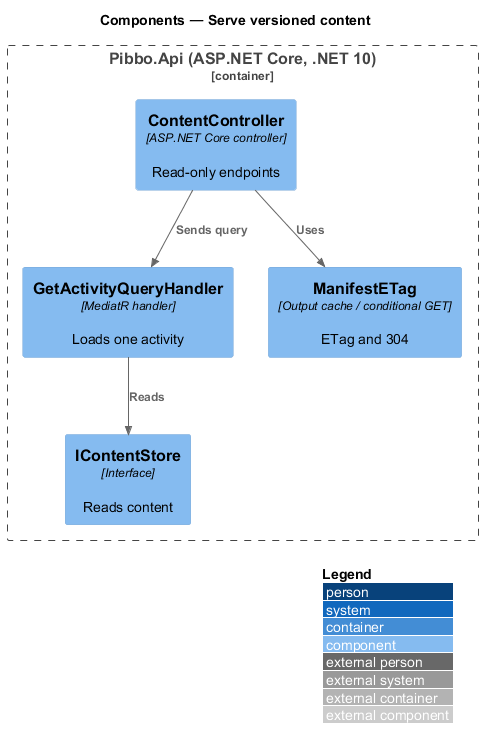 Components — Serve versioned content
Pibbo.Api (ASP.NET Core, .NET 10)
[container]
ContentController
[ASP.NET Core controller]
Read-only endpoints
Sends query
Uses
GetActivityQueryHandler
[MediatR handler]
Loads one activity
ManifestETag
[Output cache / conditional GET]
ETag and 304
Reads
IContentStore
[Interface]
Reads content
Legend
person
system
container
component
external person
external system
external container
external component